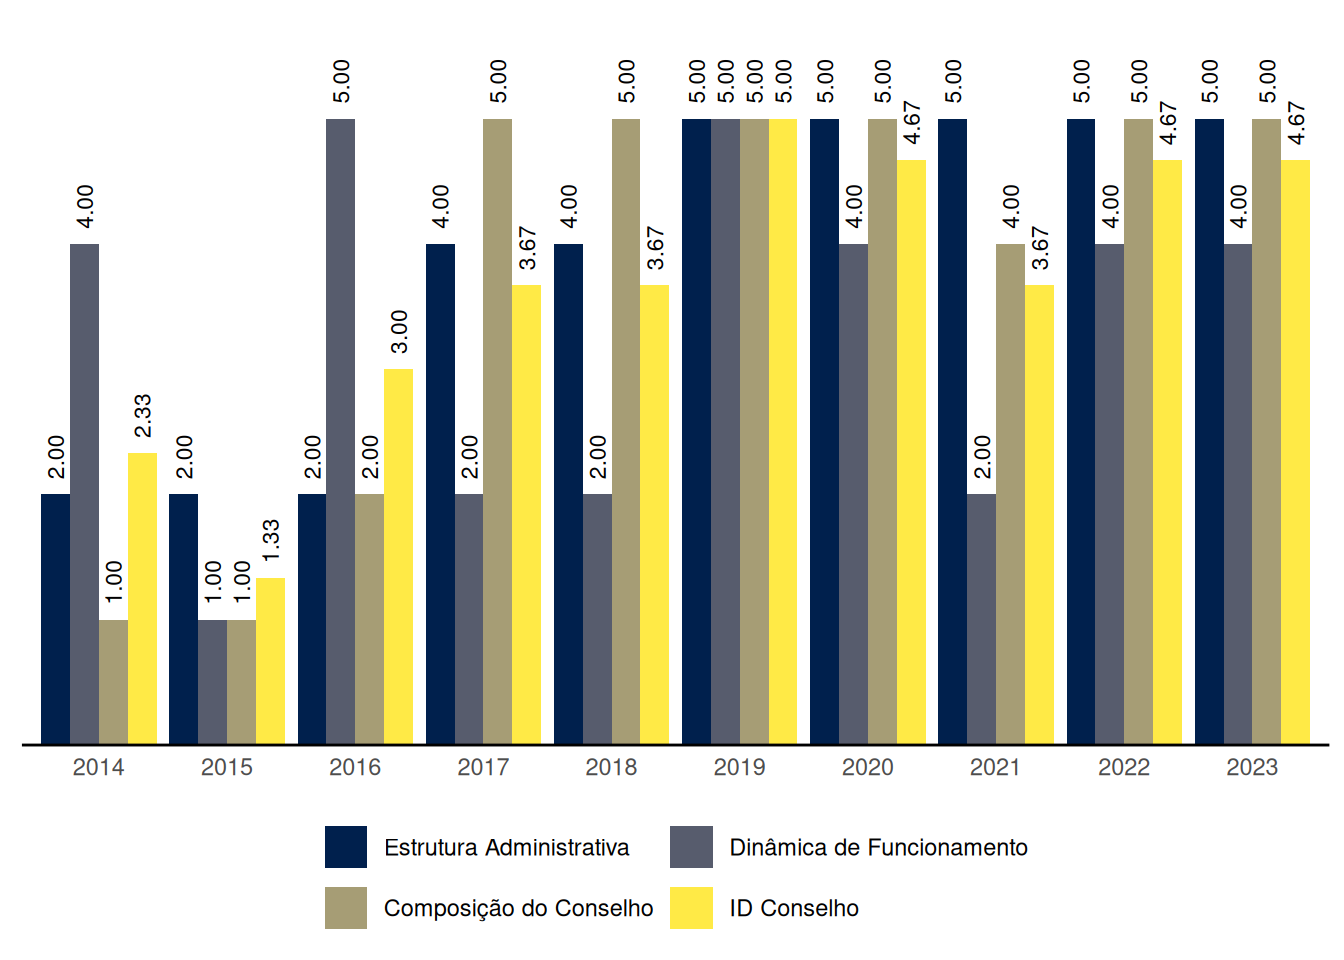 2.00 4.00 1.00 2.33 2.00 1.00 1.00 1.33 2.00 5.00 2.00 3.00 4.00 2.00 5.00 3.67 4.00 2.00 5.00 3.67 5.00 5.00 5.00 5.00 5.00 4.00 5.00 4.67 5.00 2.00 4.00 3.67 5.00 4.00 5.00 4.67 5.00 4.00 5.00 4.67
2014 2015 2016 2017 2018 2019 2020 2021 2022 2023
Estrutura Administrativa Dinâmica de Funcionamento
Composição do Conselho ID Conselho